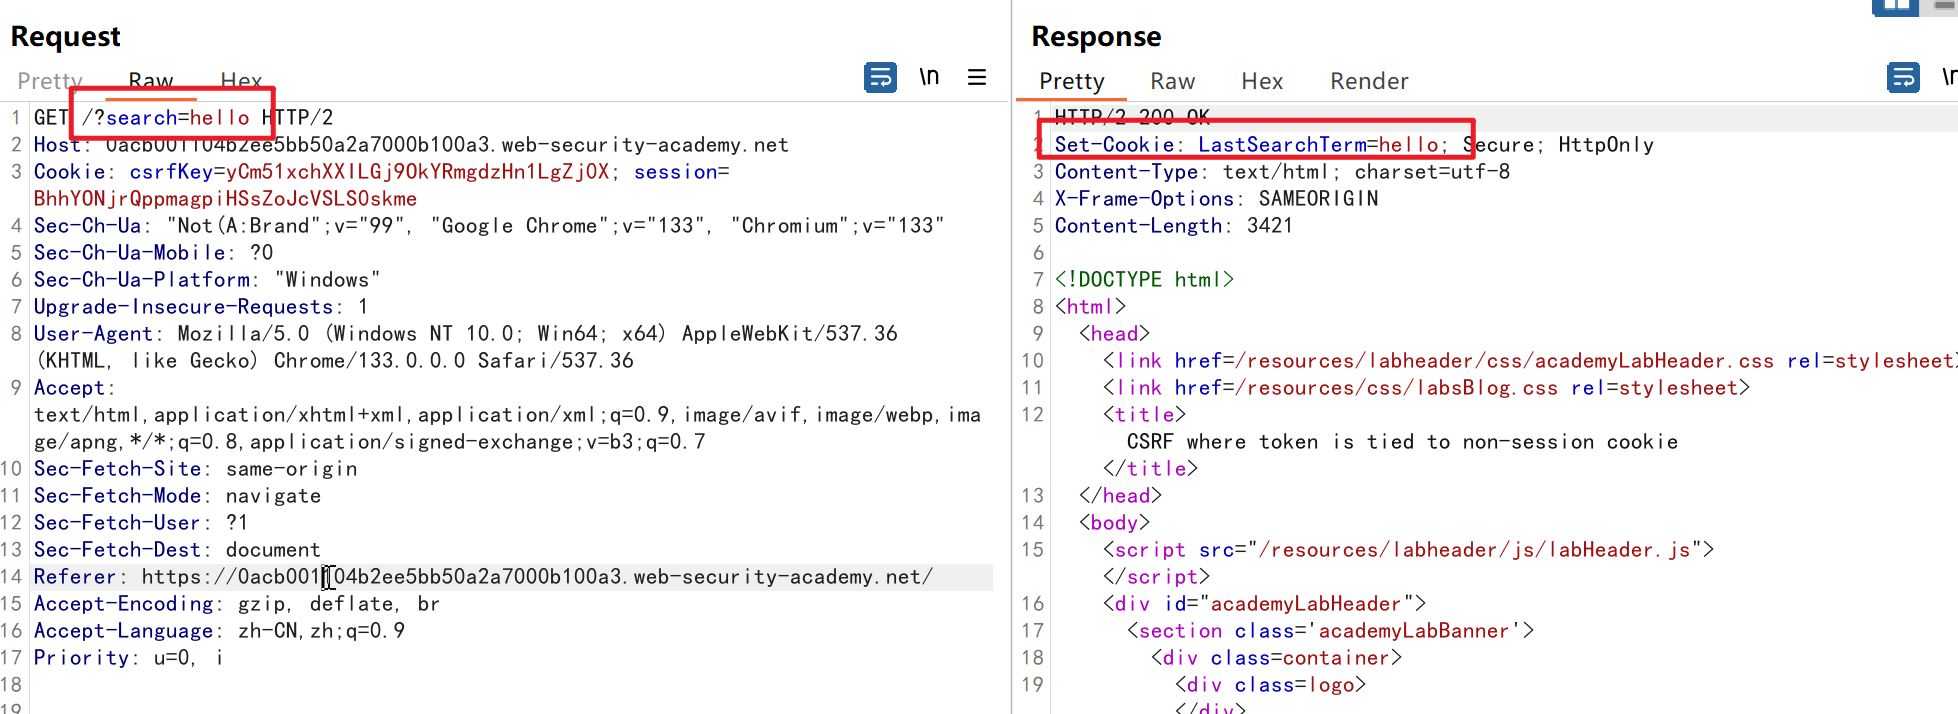 Request
Pretty Raw Hex \n
1 GET /?search=hello HTTP/2
2 Host: 0acb001104b2ee5bb50a2a7000b100a3.web-security-academy.net
3 Cookie: csrfKey=yCm51xchXXILGj9OkYRmgdzHn1LgZj0X; session=
BhhYONjrQppmagpiHSsZoJcVSLS0skme
4 Sec-Ch-Ua: "Not(A:Brand";v="99", "Google Chrome";v="133", "Chromium";v="133"
5 Sec-Ch-Ua-Mobile: ?0
6 Sec-Ch-Ua-Platform: "Windows"
7 Upgrade-Insecure-Requests: 1
8 User-Agent: Mozilla/5.0 (Windows NT 10.0; Win64; x64) AppleWebKit/537.36
(KHTML, like Gecko) Chrome/133.0.0.0 Safari/537.36
9 Accept:
text/html,application/xhtml+xml,application/xml;q=0.9,image/avif,image/webp,ima
ge/apng,*/*;q=0.8,application/signed-exchange;v=b3;q=0.7
10 Sec-Fetch-Site: same-origin
11 Sec-Fetch-Mode: navigate
12 Sec-Fetch-User: ?1
13 Sec-Fetch-Dest: document
14 Referer: https://0acb001104b2ee5bb50a2a7000b100a3.web-security-academy.net/
15 Accept-Encoding: gzip, deflate, br
16 Accept-Language: zh-CN,zh;q=0.9
17 Priority: u=0, i
18
19
Response
Pretty Raw Hex Render
1 HTTP/2 200 OK
2 Set-Cookie: LastSearchTerm=hello; Secure; HttpOnly
3 Content-Type: text/html; charset=utf-8
4 X-Frame-Options: SAMEORIGIN
5 Content-Length: 3421
6
7 <!DOCTYPE html>
8 <html>
9 <head>
10 <link href=/resources/labheader/css/academyLabHeader.css rel=stylesheet>
11 <link href=/resources/css/labsBlog.css rel=stylesheet>
12 <title>
CSRF where token is tied to non-session cookie
</title>
13 </head>
14 <body>
15 <script src="/resources/labheader/js/labHeader.js">
</script>
16 <div id="academyLabHeader">
17 <section class='academyLabBanner'>
18 <div class=container>
19 <div class=logo>
</div>